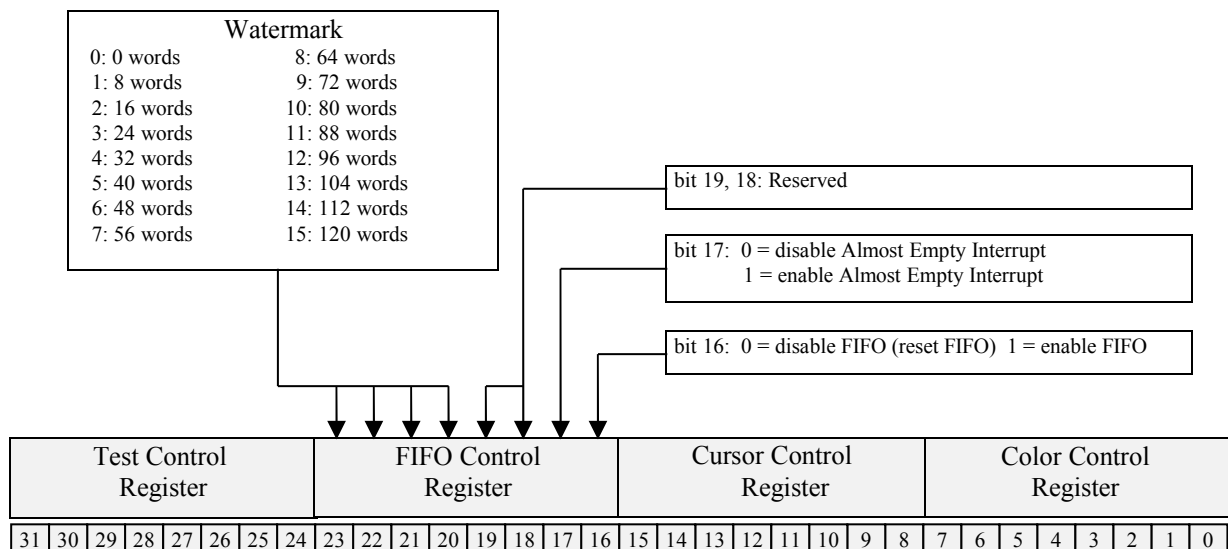 Watermark
0: 0 words 8: 64 words
1: 8 words 9: 72 words
2: 16 words 10: 80 words
3: 24 words 11: 88 words
4: 32 words 12: 96 words
5: 40 words 13: 104 words
6: 48 words 14: 112 words
7: 56 words 15: 120 words
bit 19, 18: Reserved
bit 17: 0 = disable Almost Empty Interrupt
1 = enable Almost Empty Interrupt
bit 16: 0 = disable FIFO (reset FIFO) 1 = enable FIFO
Test Control
Register
FIFO Control
Register
Cursor Control
Register
Color Control
Register
31 30 29 28 27 26 25 24 23 22 21 20 19 18 17 16 15 14 13 12 11 10 9 8 7 6 5 4 3 2 1 0